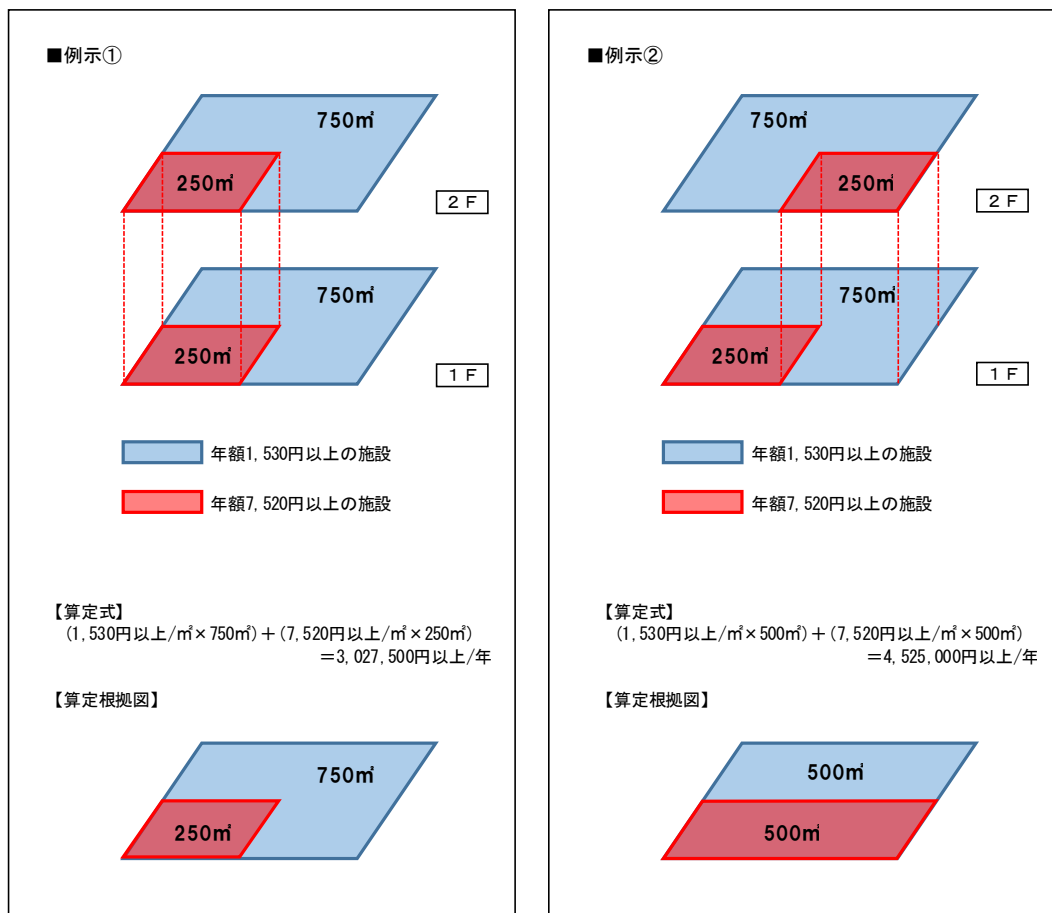 ■例示①
750㎡
250㎡
２Ｆ
750㎡
250㎡
１Ｆ
年額1,530円以上の施設
年額7,520円以上の施設
【算定式】
(1,530円以上/㎡×750㎡)＋(7,520円以上/㎡×250㎡)
＝3,027,500円以上/年
【算定根拠図】
750㎡
250㎡
■例示②
750㎡
250㎡
２Ｆ
750㎡
250㎡
１Ｆ
年額1,530円以上の施設
年額7,520円以上の施設
【算定式】
(1,530円以上/㎡×500㎡)＋(7,520円以上/㎡×500㎡)
＝4,525,000円以上/年
【算定根拠図】
500㎡
500㎡